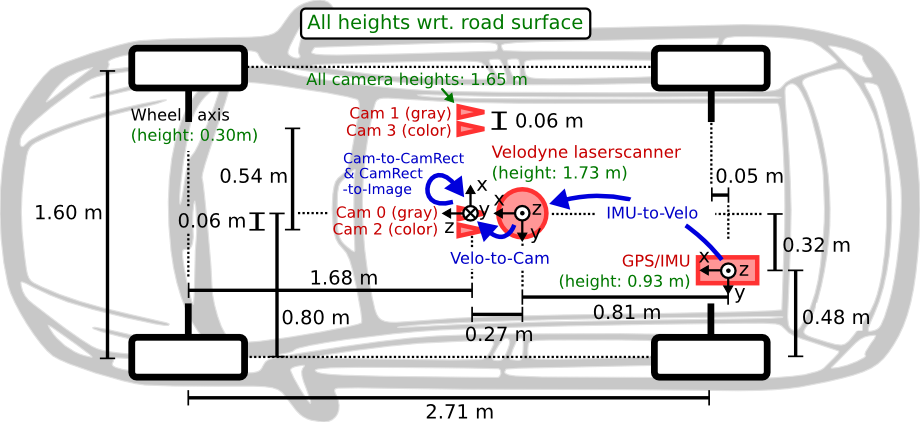 All heights wrt. road surface
All camera heights: 1.65 m
Wheel axis
(height: 0.30m)
Cam 1 (gray)
Cam 3 (color)
0.06 m
Velodyne laserscanner
(height: 1.73 m)
Cam-to-CamRect
& CamRect
-to-Image
0.54 m
0.05 m
x
x
1.60 m
0.06 m
Cam 0 (gray)
y
z
IMU-to-Velo
Cam 2 (color)
z
y
0.32 m
Velo-to-Cam
GPS/IMU
x
z
(height: 0.93 m)
y
1.68 m
0.80 m
0.27 m
0.81 m
0.48 m
2.71 m